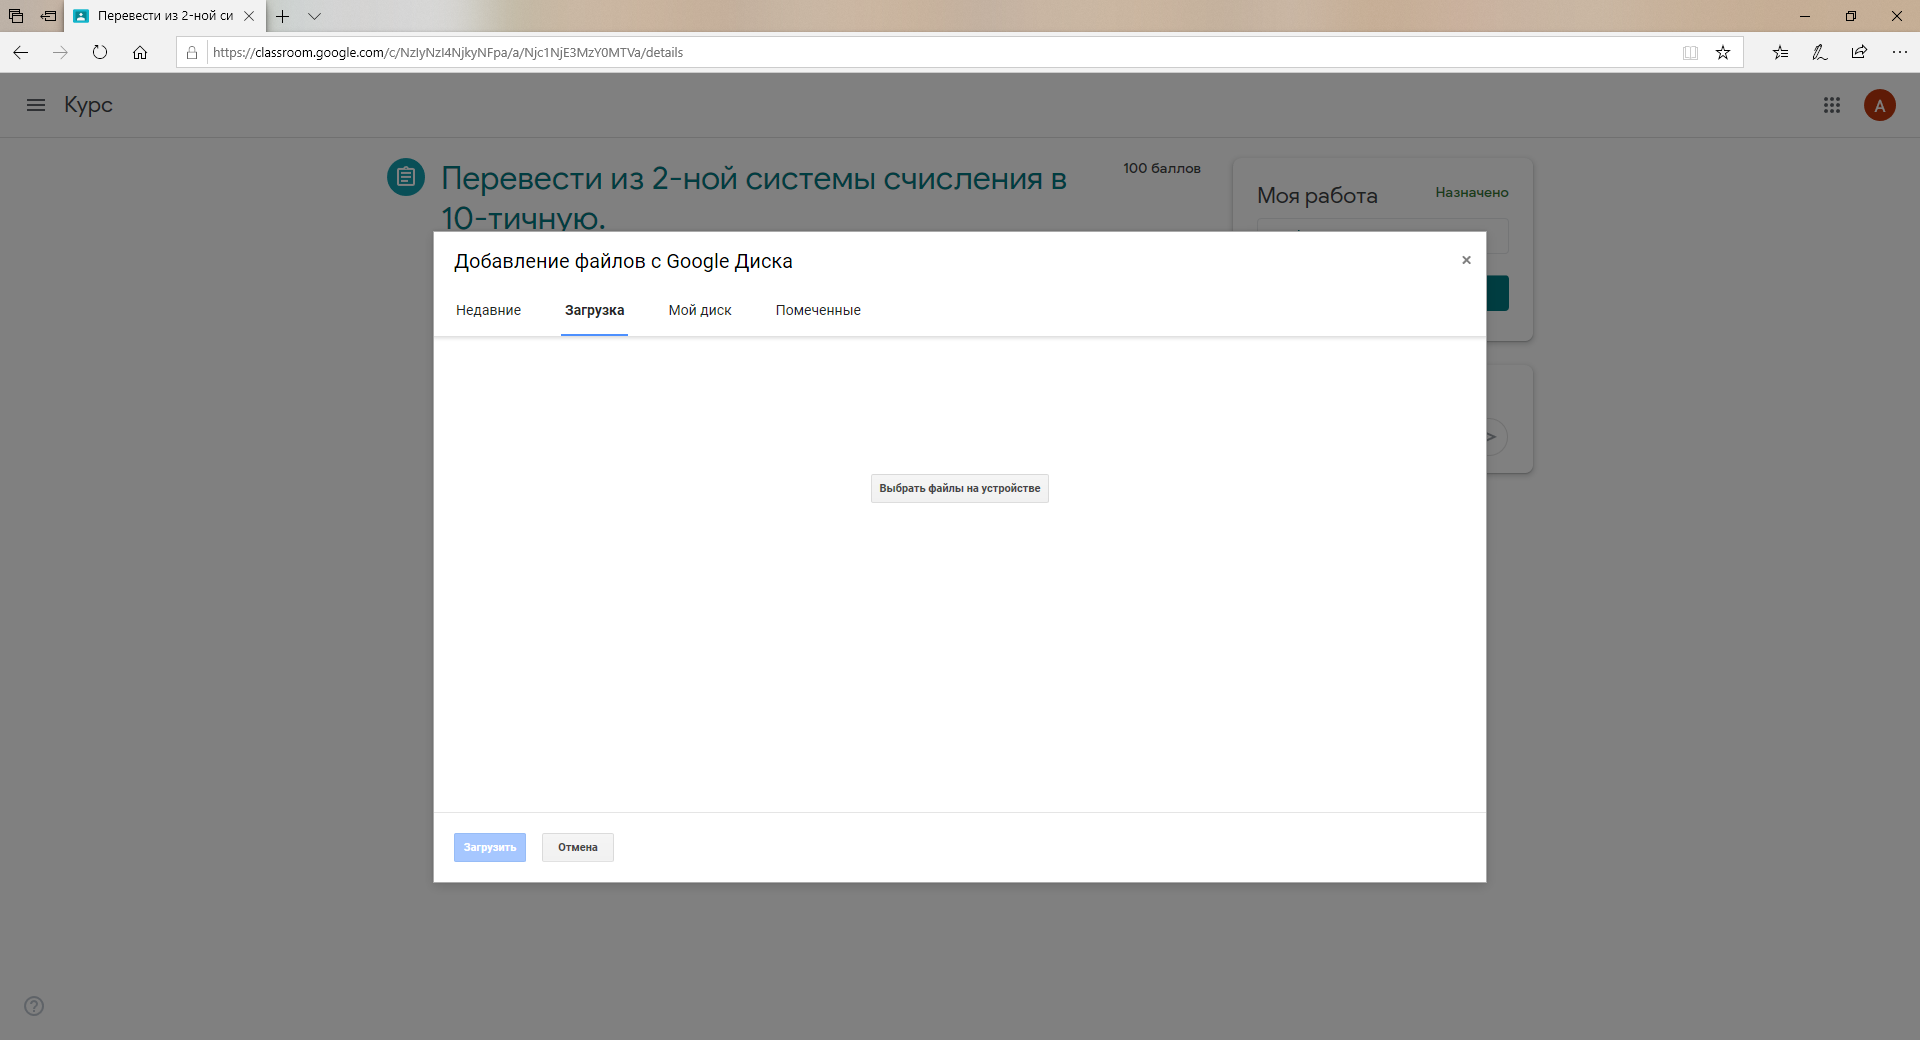 Перевести из 2-ной си
https://classroom.google.com/c/NzIyNzI4NjkyNFpa/a/Njc1NjE3MzY0MTVa/details
Курс
А
Перевести из 2-ной системы счисления в
10-тичную.
100 баллов
Моя работа
Назначено
Добавление файлов с Google Диска
Недавние
Загрузка
Мой диск
Помеченные
Выбрать файлы на устройстве
Загрузить
Отмена